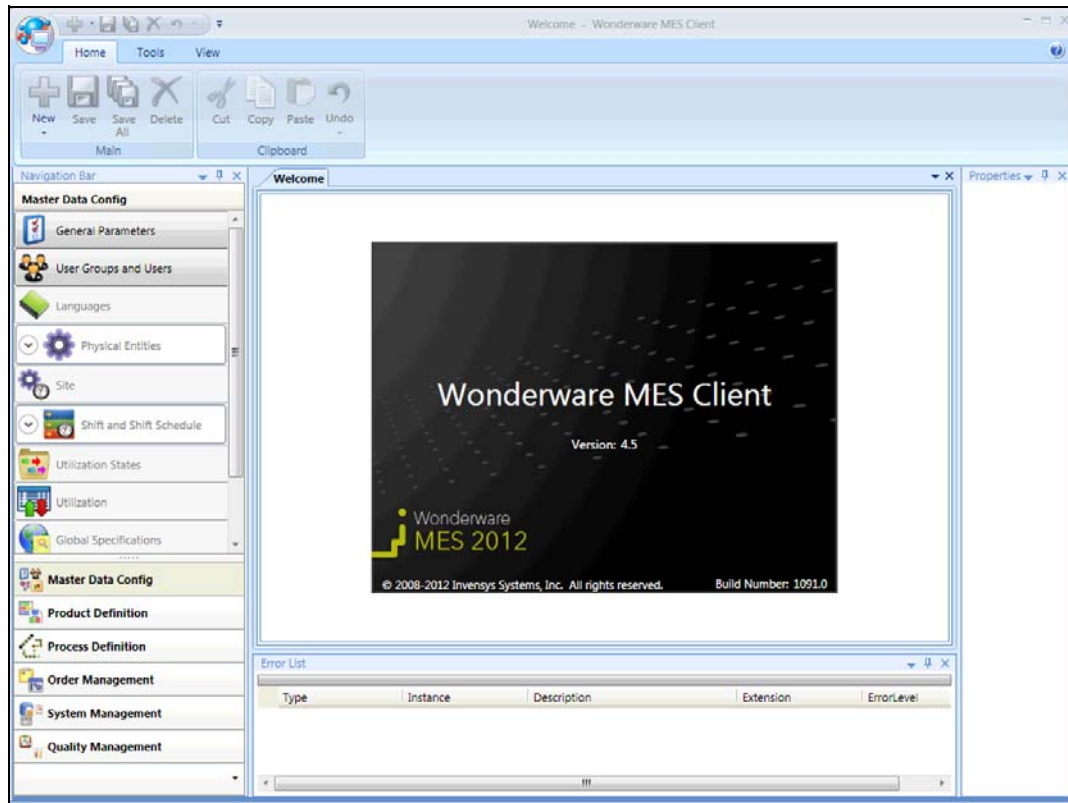 Welcome - Wonderware MES Client
Home Tools View
New Save Save All Delete Cut Copy Paste Undo
Main Clipboard
Navigation Bar
Welcome
Properties
Master Data Config
General Parameters
User Groups and Users
Languages
Physical Entities
Site
Shift and Shift Schedule
Utilization States
Utilization
Global Specifications
Wonderware MES Client
Version: 4.5
Wonderware
MES 2012
© 2008-2012 Invensys Systems, Inc. All rights reserved. Build Number: 1091.0
Master Data Config
Product Definition
Process Definition
Order Management
System Management
Quality Management
Error List
Type Instance Description Extension ErrorLevel